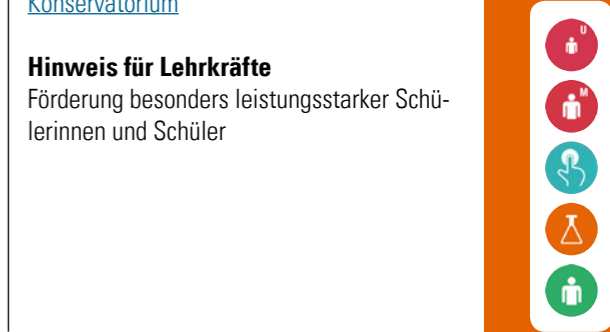 Konservatorium
Hinweis für Lehrkräfte
Förderung besonders leistungsstarker Schü-
lerinnen und Schüler
U
M